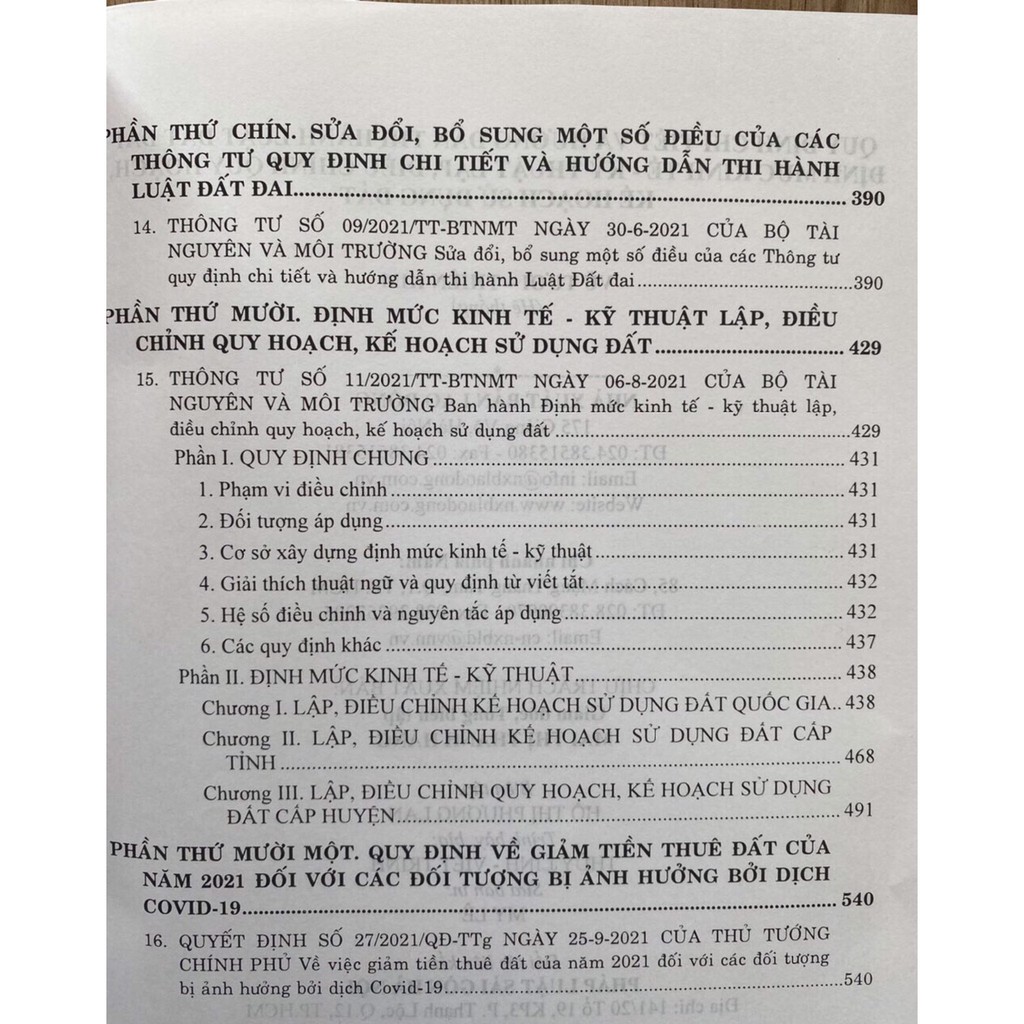 PHẦN THỨ CHÍN. SỬA ĐỔI, BỔ SUNG MỘT SỐ ĐIỀU CỦA CÁC
THÔNG TƯ QUY ĐỊNH CHI TIẾT VÀ HƯỚNG DẪN THI HÀNH
LUẬT ĐẤT ĐAI.......................................................................................... 390
14. THÔNG TƯ SỐ 09/2021/TT-BTNMT NGÀY 30-6-2021 CỦA BỘ TÀI
NGUYÊN VÀ MÔI TRƯỜNG Sửa đổi, bổ sung một số điều của các Thông tư
quy định chi tiết và hướng dẫn thi hành Luật Đất đai...................................390
PHẦN THỨ MƯỜI. ĐỊNH MỨC KINH TẾ - KỸ THUẬT LẬP, ĐIỀU
CHỈNH QUY HOẠCH, KẾ HOẠCH SỬ DỤNG ĐẤT............................... 429
15. THÔNG TƯ SỐ 11/2021/TT-BTNMT NGÀY 06-8-2021 CỦA BỘ TÀI
NGUYÊN VÀ MÔI TRƯỜNG Ban hành Định mức kinh tế - kỹ thuật lập,
điều chỉnh quy hoạch, kế hoạch sử dụng đất................................................429
Phần I. QUY ĐỊNH CHUNG................................................................... 431
1. Phạm vi điều chỉnh......................................................................... 431
2. Đối tượng áp dụng.......................................................................... 431
3. Cơ sở xây dựng định mức kinh tế - kỹ thuật........................................ 431
4. Giải thích thuật ngữ và quy định từ viết tắt.......................................... 432
5. Hệ số điều chỉnh và nguyên tắc áp dụng............................................. 432
6. Các quy định khác.......................................................................... 437
Phần II. ĐỊNH MỨC KINH TẾ - KỸ THUẬT............................................ 438
Chương I. LẬP, ĐIỀU CHỈNH KẾ HOẠCH SỬ DỤNG ĐẤT QUỐC GIA.. 438
Chương II. LẬP, ĐIỀU CHỈNH KẾ HOẠCH SỬ DỤNG ĐẤT CẤP
TỈNH........................................................................................... 468
Chương III. LẬP, ĐIỀU CHỈNH QUY HOẠCH, KẾ HOẠCH SỬ DỤNG
ĐẤT CẤP HUYỆN........................................................................ 491
PHẦN THỨ MƯỜI MỘT. QUY ĐỊNH VỀ GIẢM TIỀN THUÊ ĐẤT CỦA
NĂM 2021 ĐỐI VỚI CÁC ĐỐI TƯỢNG BỊ ẢNH HƯỞNG BỞI DỊCH
COVID-19.................................................................................................. 540
16. QUYẾT ĐỊNH SỐ 27/2021/QĐ-TTg NGÀY 25-9-2021 CỦA THỦ TƯỚNG
CHÍNH PHỦ Về việc giảm tiền thuê đất của năm 2021 đối với các đối tượng
bị ảnh hưởng bởi dịch Covid-19..................................................................540